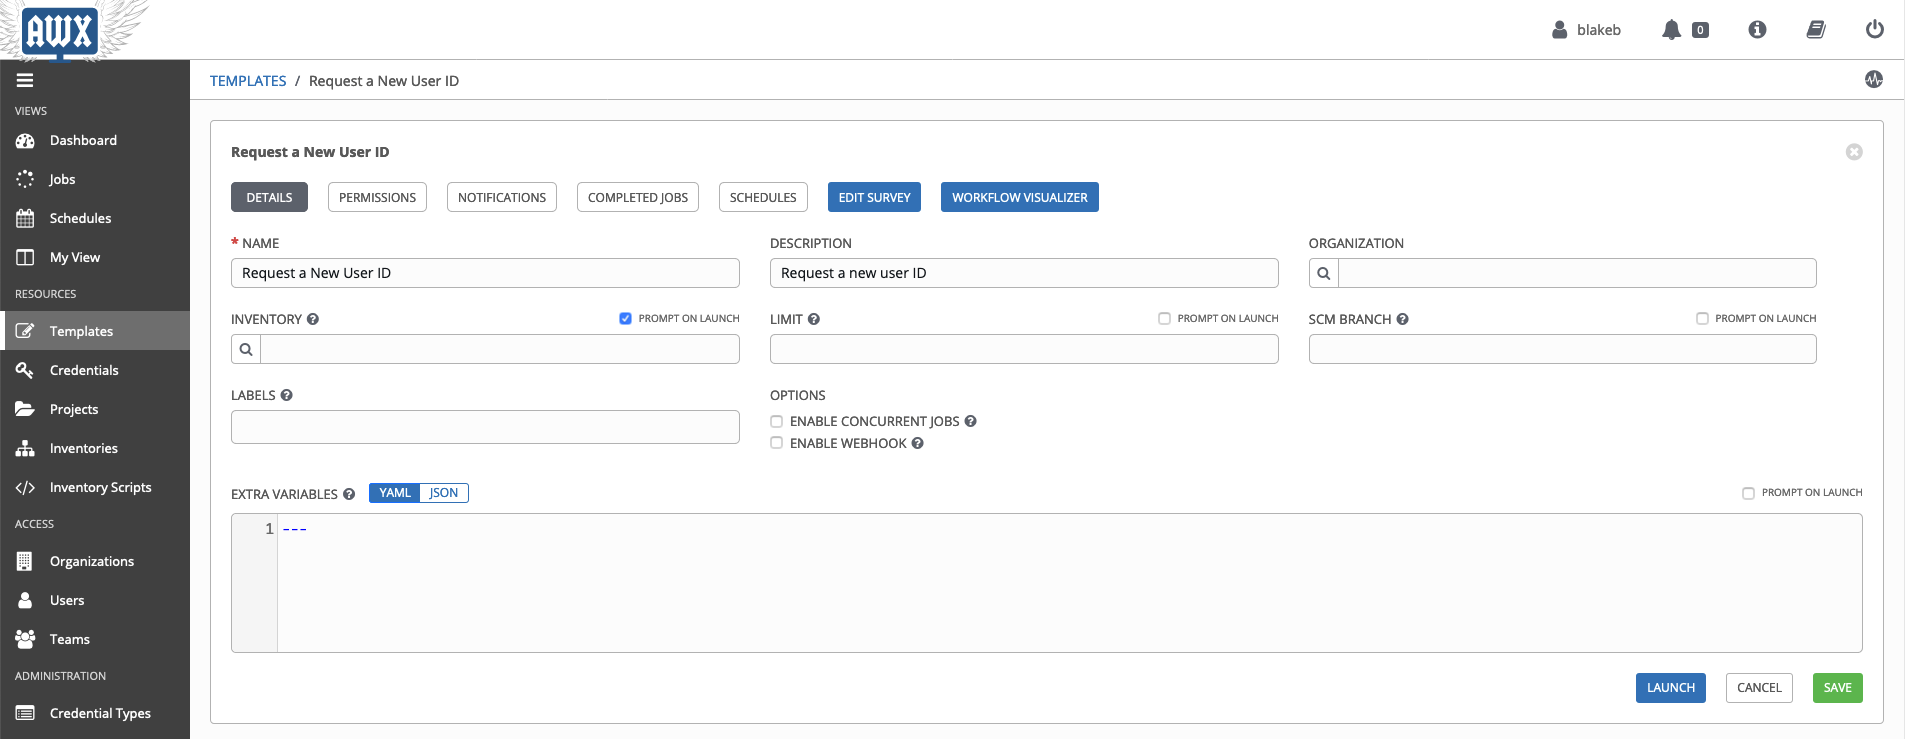 AWX
blakeb
0
VIEWS
Dashboard
Jobs
Schedules
My View
RESOURCES
Templates
Credentials
Projects
Inventories
Inventory Scripts
ACCESS
Organizations
Users
Teams
ADMINISTRATION
Credential Types
TEMPLATES / Request a New User ID
Request a New User ID
DETAILS PERMISSIONS NOTIFICATIONS COMPLETED JOBS SCHEDULES EDIT SURVEY WORKFLOW VISUALIZER
* NAME DESCRIPTION ORGANIZATION
Request a New User ID Request a new user ID
INVENTORY PROMPT ON LAUNCH LIMIT PROMPT ON LAUNCH SCM BRANCH PROMPT ON LAUNCH
LABELS OPTIONS
ENABLE CONCURRENT JOBS
ENABLE WEBHOOK
EXTRA VARIABLES YAML JSON PROMPT ON LAUNCH
1 ---
LAUNCH CANCEL SAVE